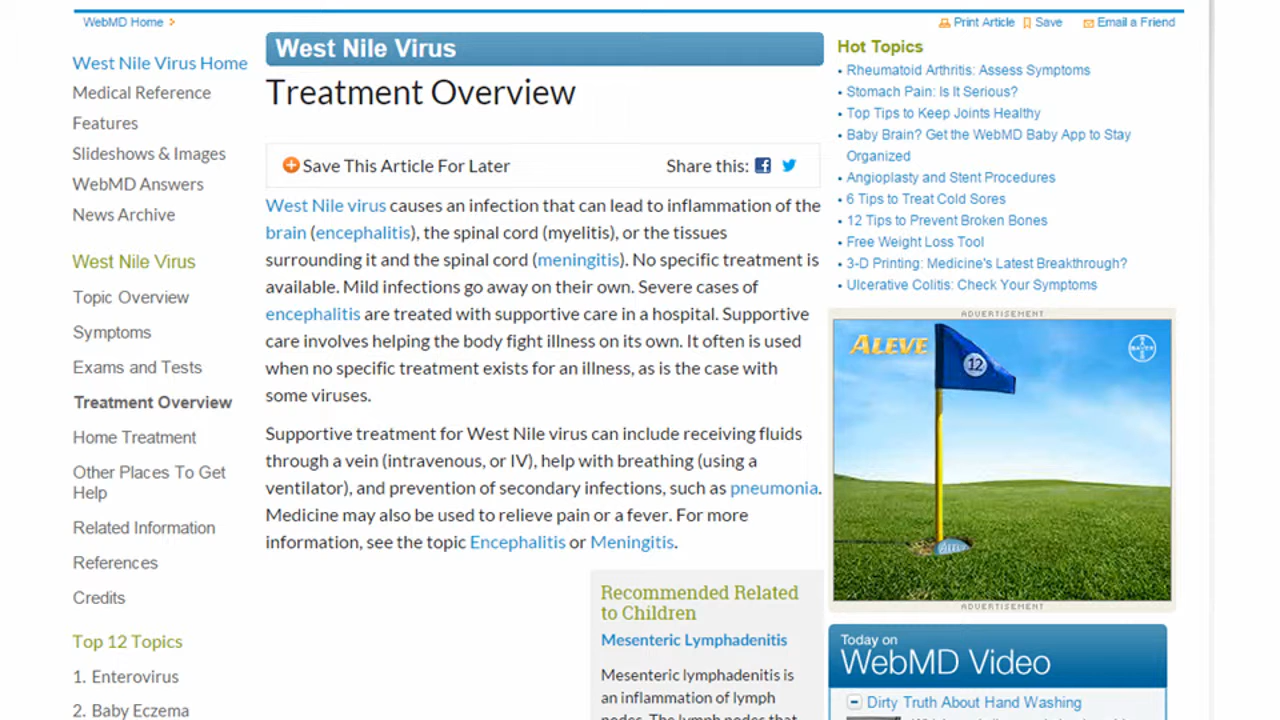 WebMD Home >
Print Article
Save
Email a Friend
West Nile Virus Home
Medical Reference
Features
Slideshows & Images
WebMD Answers
News Archive
West Nile Virus
Topic Overview
Symptoms
Exams and Tests
Treatment Overview
Home Treatment
Other Places To Get
Help
Related Information
References
Credits
Top 12 Topics
1. Enterovirus
2. Baby Eczema
West Nile Virus
Treatment Overview
Save This Article For Later
Share this:
West Nile virus causes an infection that can lead to inflammation of the
brain (encephalitis), the spinal cord (myelitis), or the tissues
surrounding it and the spinal cord (meningitis). No specific treatment is
available. Mild infections go away on their own. Severe cases of
encephalitis are treated with supportive care in a hospital. Supportive
care involves helping the body fight illness on its own. It often is used
when no specific treatment exists for an illness, as is the case with
some viruses.
Supportive treatment for West Nile virus can include receiving fluids
through a vein (intravenous, or IV), help with breathing (using a
ventilator), and prevention of secondary infections, such as pneumonia.
Medicine may also be used to relieve pain or a fever. For more
information, see the topic Encephalitis or Meningitis.
Recommended Related
to Children
Mesenteric Lymphadenitis
Mesenteric lymphadenitis is
an inflammation of lymph
nodes. The lymph nodes that
Hot Topics
• Rheumatoid Arthritis: Assess Symptoms
• Stomach Pain: Is It Serious?
• Top Tips to Keep Joints Healthy
• Baby Brain? Get the WebMD Baby App to Stay
Organized
• Angioplasty and Stent Procedures
• 6 Tips to Treat Cold Sores
• 12 Tips to Prevent Broken Bones
• Free Weight Loss Tool
• 3-D Printing: Medicine's Latest Breakthrough?
• Ulcerative Colitis: Check Your Symptoms
ADVERTISEMENT
ALEVE
12
BAYER
ALEVE
ADVERTISEMENT
Today on
WebMD Video
Dirty Truth About Hand Washing